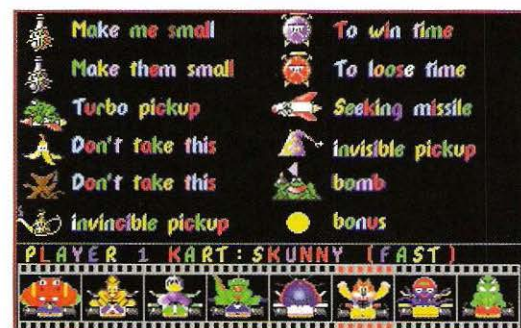 Make me small
Make them small
Turbo pickup
Don't take this
Don't take this
invincible pickup
To win time
To loose time
Seeking missile
invisible pickup
bomb
bonus
PLAYER 1 KART:SKUNNY (FAST)